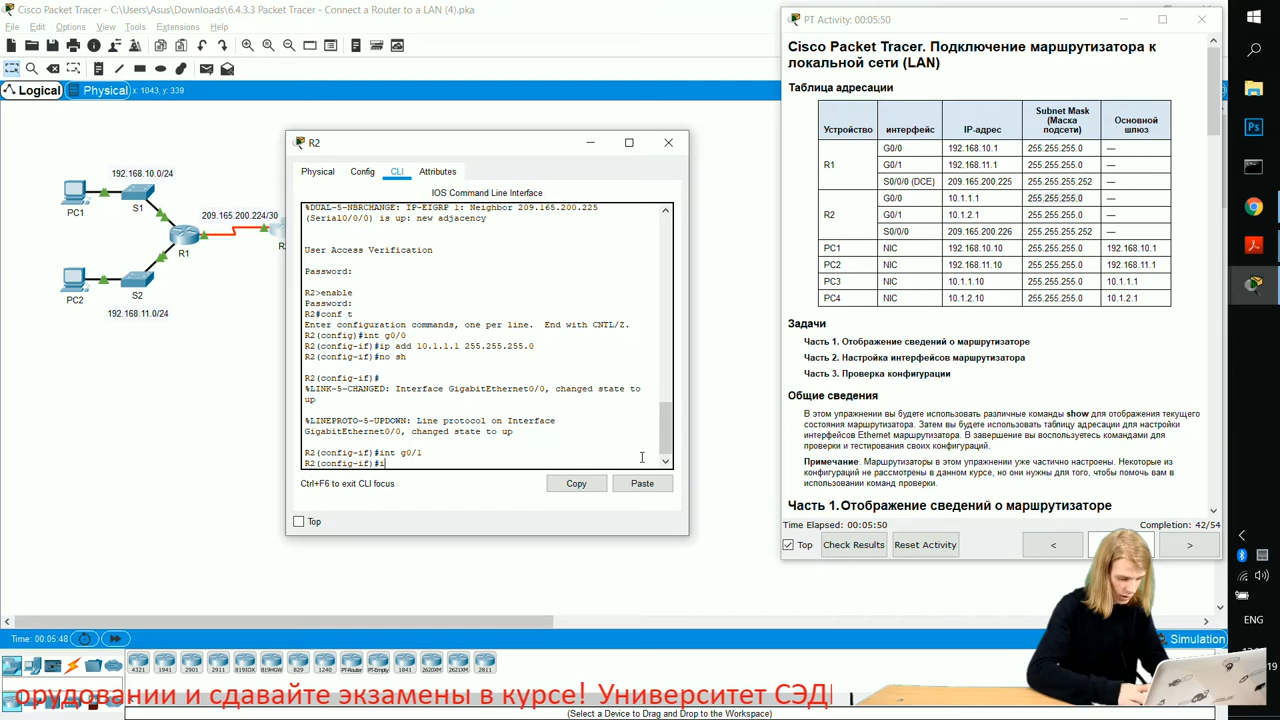 Cisco Packet Tracer - C:\Users\Asus\Downloads\6.4.3.3 Packet Tracer - Connect a Router to a LAN (4).pka
File Edit Options View Tools Extensions Help
Logical Physical x: 1043, y: 339
192.168.10.0/24
PC1
S1
209.165.200.224/30
R1
PC2
S2
192.168.11.0/24
R2
Physical Config CLI Attributes
IOS Command Line Interface
%DUAL-5-NBRCHANGE: IP-EIGRP 1: Neighbor 209.165.200.225
(Serial0/0/0) is up: new adjacency
User Access Verification
Password:
R2>enable
Password:
R2#conf t
Enter configuration commands, one per line. End with CNTL/Z.
R2(config)#int g0/0
R2(config-if)#ip add 10.1.1.1 255.255.255.0
R2(config-if)#no sh
R2(config-if)#
%LINK-5-CHANGED: Interface GigabitEthernet0/0, changed state to
up
%LINEPROTO-5-UPDOWN: Line protocol on Interface
GigabitEthernet0/0, changed state to up
R2(config-if)#int g0/1
R2(config-if)#i
Ctrl+F6 to exit CLI focus
Copy
Paste
Top
PT Activity: 00:05:50
Cisco Packet Tracer. Подключение маршрутизатора к
локальной сети (LAN)
Таблица адресации
Устройство интерфейс IP-адрес Subnet Mask (Маска подсети) Основной шлюз
R1 G0/0 192.168.10.1 255.255.255.0 —
G0/1 192.168.11.1 255.255.255.0 —
S0/0/0 (DCE) 209.165.200.225 255.255.255.252 —
R2 G0/0 10.1.1.1 255.255.255.0 —
G0/1 10.1.2.1 255.255.255.0 —
S0/0/0 209.165.200.226 255.255.255.252 —
PC1 NIC 192.168.10.10 255.255.255.0 192.168.10.1
PC2 NIC 192.168.11.10 255.255.255.0 192.168.11.1
PC3 NIC 10.1.1.10 255.255.255.0 10.1.1.1
PC4 NIC 10.1.2.10 255.255.255.0 10.1.2.1
Задачи
Часть 1. Отображение сведений о маршрутизаторе
Часть 2. Настройка интерфейсов маршрутизатора
Часть 3. Проверка конфигурации
Общие сведения
В этом упражнении вы будете использовать различные команды show для отображения текущего
состояния маршрутизатора. Затем вы будете использовать таблицу адресации для настройки
интерфейсов Ethernet маршрутизатора. В завершение вы воспользуетесь командами для
проверки и тестирования своих конфигураций.
Примечание. Маршрутизаторы в этом упражнении уже частично настроены. Некоторые из
конфигураций не рассмотрены в данном курсе, но они нужны для того, чтобы помочь вам в
использовании команд проверки.
Часть 1. Отображение сведений о маршрутизаторе
Time Elapsed: 00:05:50
Completion: 42/54
Top
Check Results
Reset Activity
<
>
ENG
Time: 00:05:48
Simulation
4321 1941 2901 2911 819IOX 819HGW 829 1240 PT-Router PT-Empty 1841 2620XM 2621XM 2811
орудовании и сдавайте экзамены в курсе! Университет СЭД
(Select a Device to Drag and Drop to the Workspace)